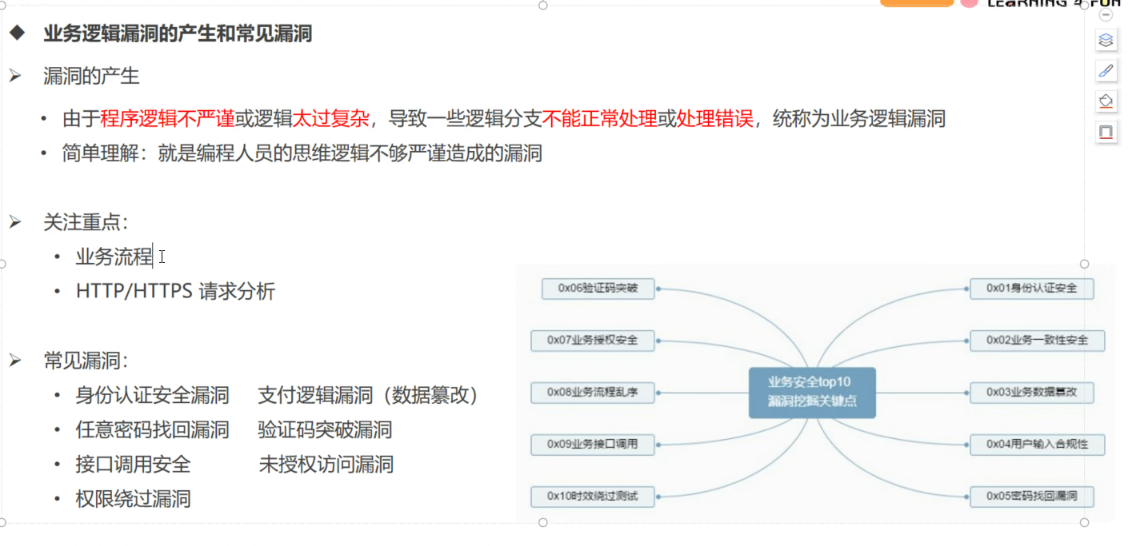 LEARNING 4 FUN
◆ 业务逻辑漏洞的产生和常见漏洞
➢ 漏洞的产生
• 由于程序逻辑不严谨或逻辑太过复杂，导致一些逻辑分支不能正常处理或处理错误，统称为业务逻辑漏洞
• 简单理解：就是编程人员的思维逻辑不够严谨造成的漏洞
➢ 关注重点：
• 业务流程
• HTTP/HTTPS 请求分析
➢ 常见漏洞：
• 身份认证安全漏洞 支付逻辑漏洞（数据篡改）
• 任意密码找回漏洞 验证码突破漏洞
• 接口调用安全 未授权访问漏洞
• 权限绕过漏洞
业务安全top10
漏洞挖掘关键点
0x01身份认证安全
0x02业务一致性安全
0x03业务数据篡改
0x04用户输入合规性
0x05密码找回漏洞
0x06验证码突破
0x07业务授权安全
0x08业务流程乱序
0x09业务接口调用
0x10时效绕过测试